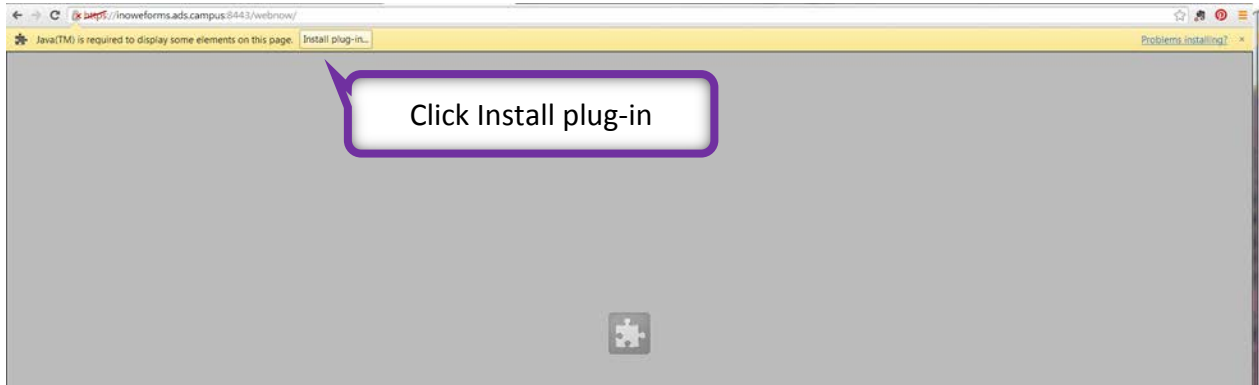 https://inoweforms.ads.campus:8443/webnow/
Java(TM) is required to display some elements on this page. Install plug-in... Problems installing? ×
Click Install plug-in